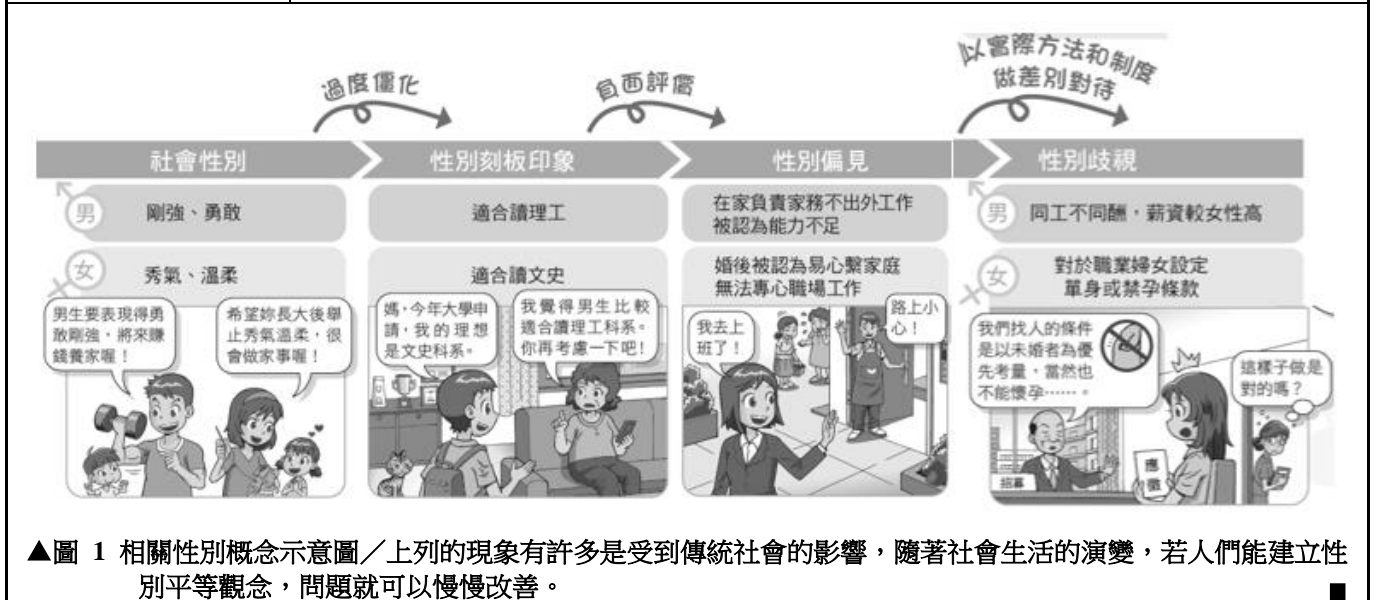 過度僵化
負面評價
以實際方法和制度
做差別對待
社會性別
性別刻板印象
性別偏見
性別歧視
男
剛強、勇敢
適合讀理工
在家負責家務不出外工作
被認為能力不足
男
同工不同酬，薪資較女性高
女
秀氣、溫柔
適合讀文史
婚後被認為易心繫家庭
無法專心職場工作
女
對於職業婦女設定
單身或禁孕條款
男生要表現得勇
敢剛強，將來賺
錢養家喔！
希望妳長大後舉
止秀氣溫柔，很
會做家事喔！
媽，今年大學申
請，我的理想
是文史科系。
我覺得男生比較
適合讀理工科系。
你再考慮一下吧！
我去上
班了！
路上小
心！
我們找人的條件
是以未婚者為優
先考量，當然也
不能懷孕……。
這樣子做是
對的嗎？
招募
應
徵
▲圖 1 相關性別概念示意圖／上列的現象有許多是受到傳統社會的影響，隨著社會生活的演變，若人們能建立性
別平等觀念，問題就可以慢慢改善。